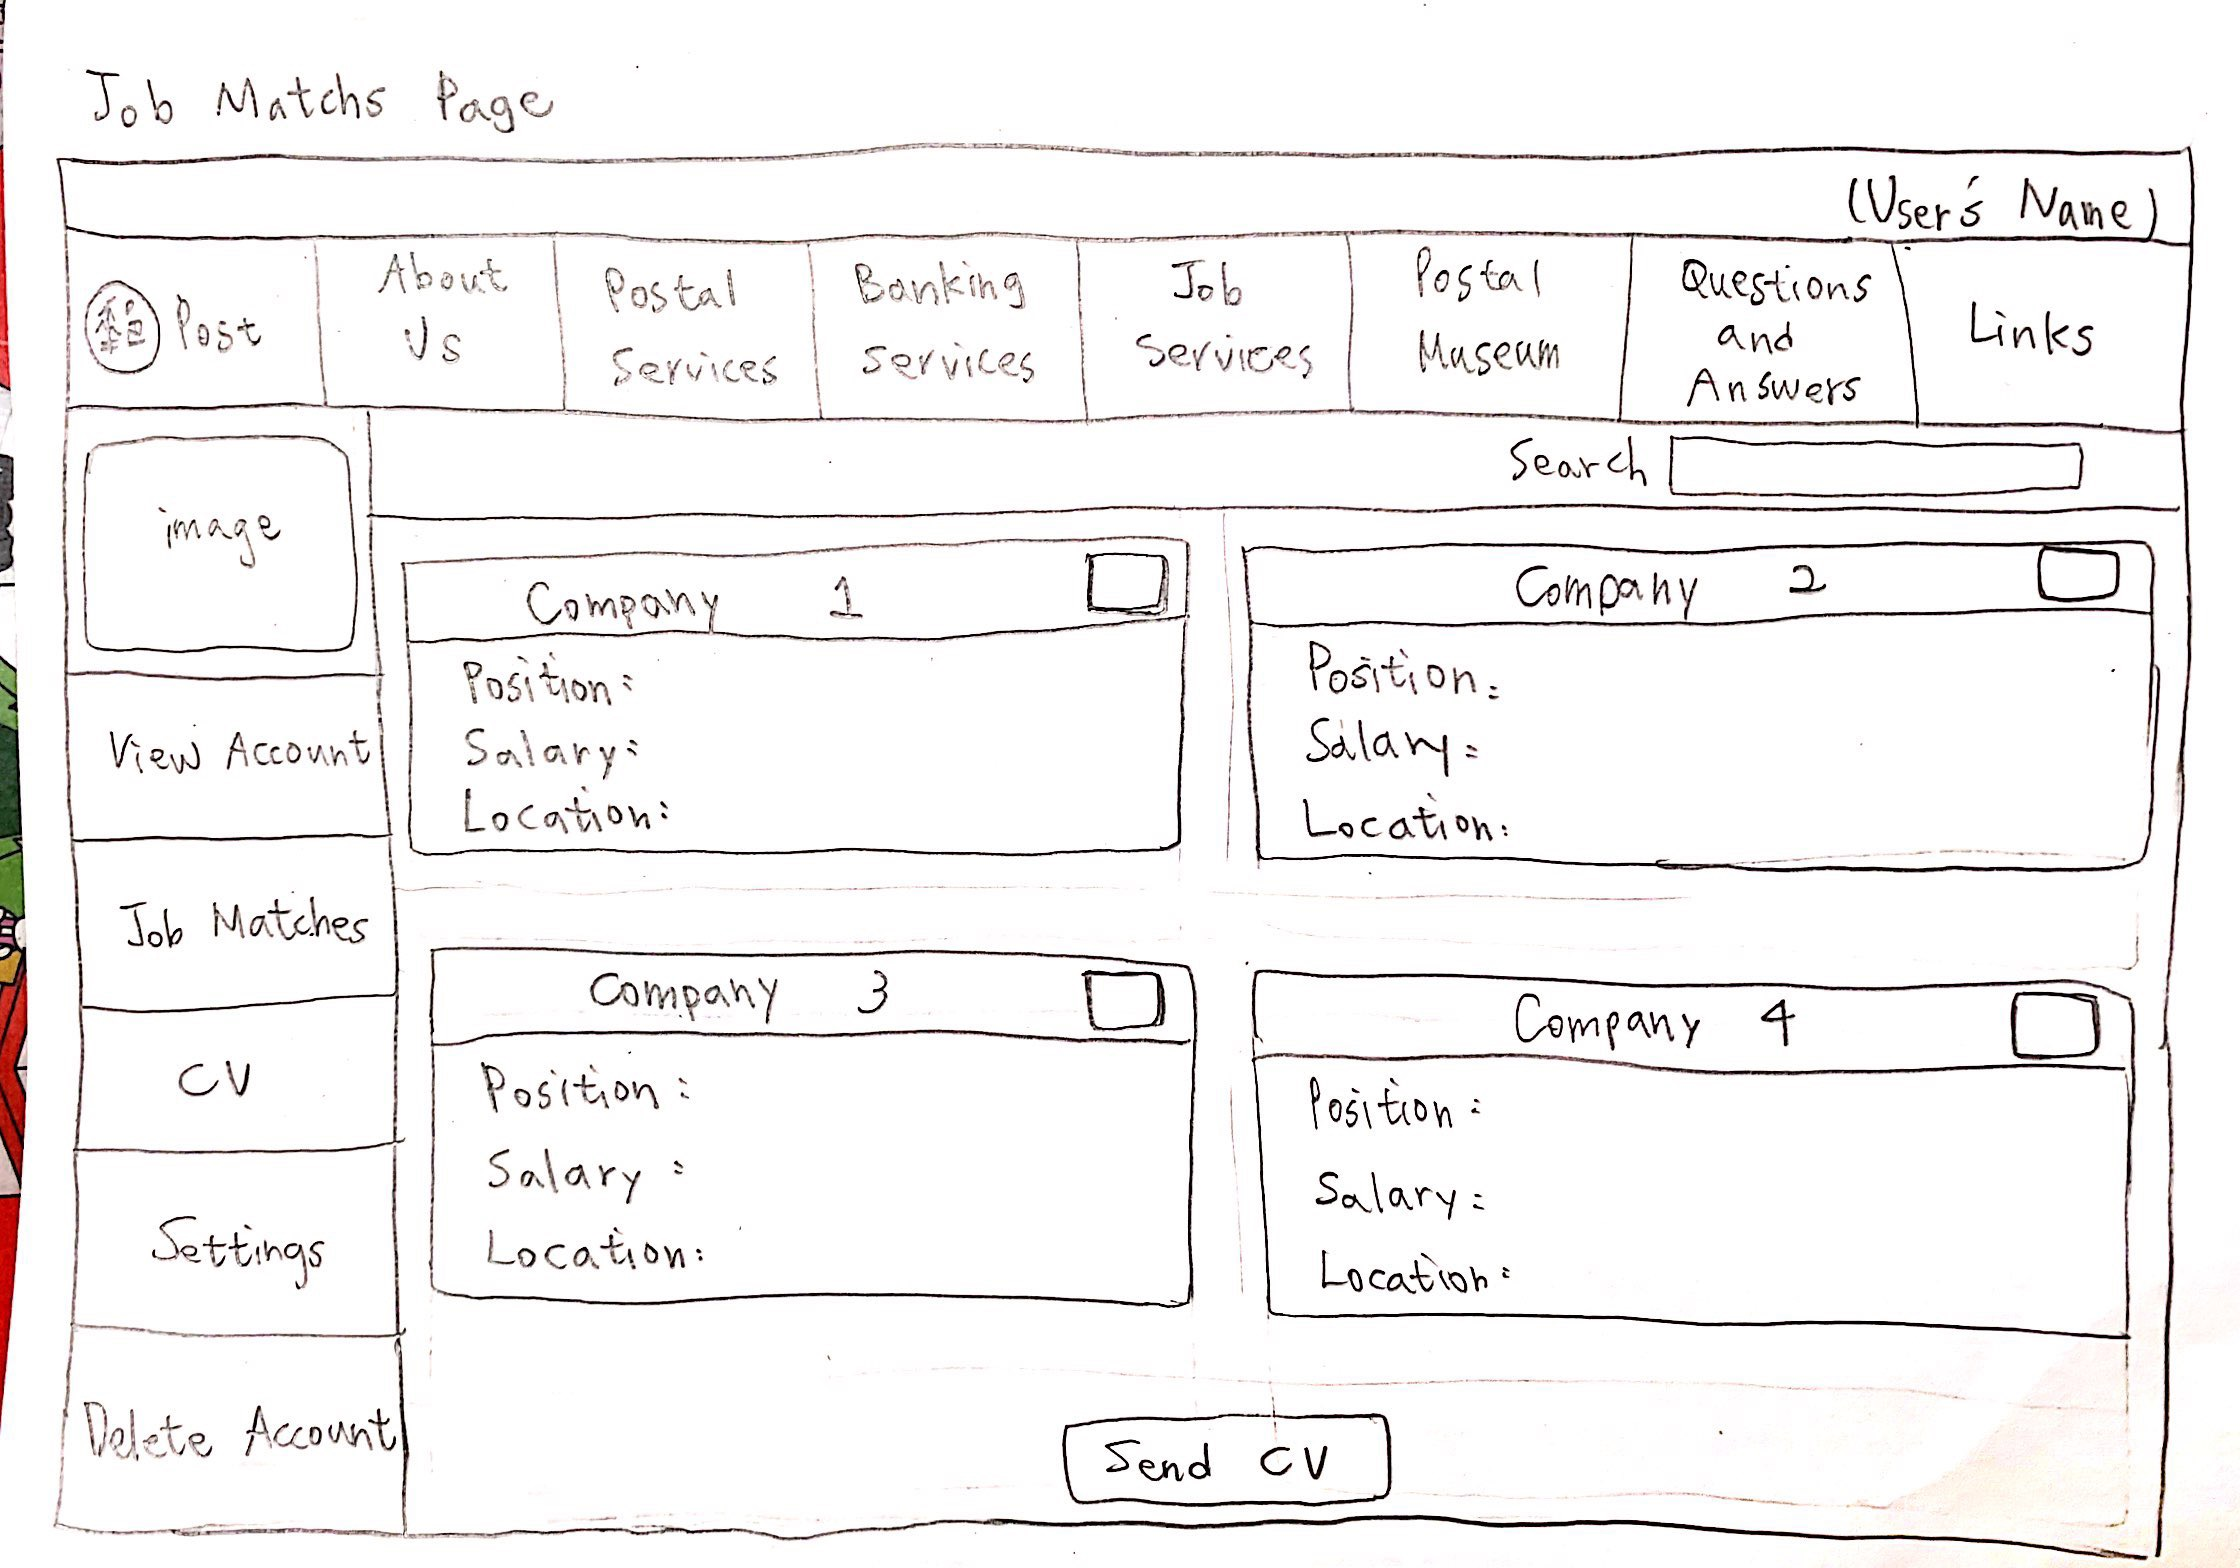 Job Matchs Page
(User's Name)
Post
About
Us
Postal
Services
Banking
Services
Job
Services
Postal
Museum
Questions
and
Answers
Links
image
Search
View Account
Job Matches
CV
Settings
Delete Account
Company 1
Position:
Salary:
Location:
Company 2
Position:
Salary:
Location:
Company 3
Position:
Salary:
Location:
Company 4
Position:
Salary:
Location:
Send CV